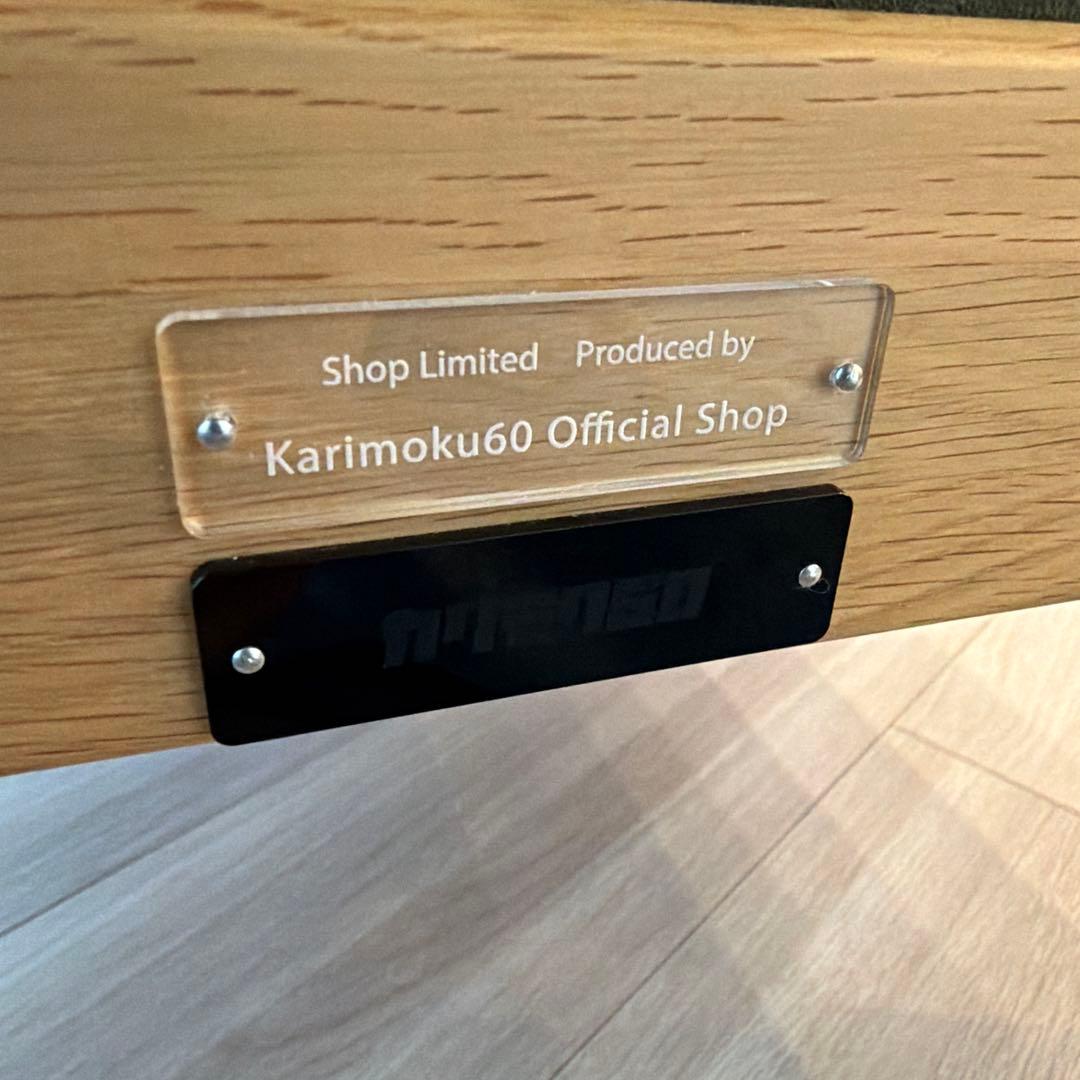 Shop Limited Produced by
Karimoku60 Official Shop